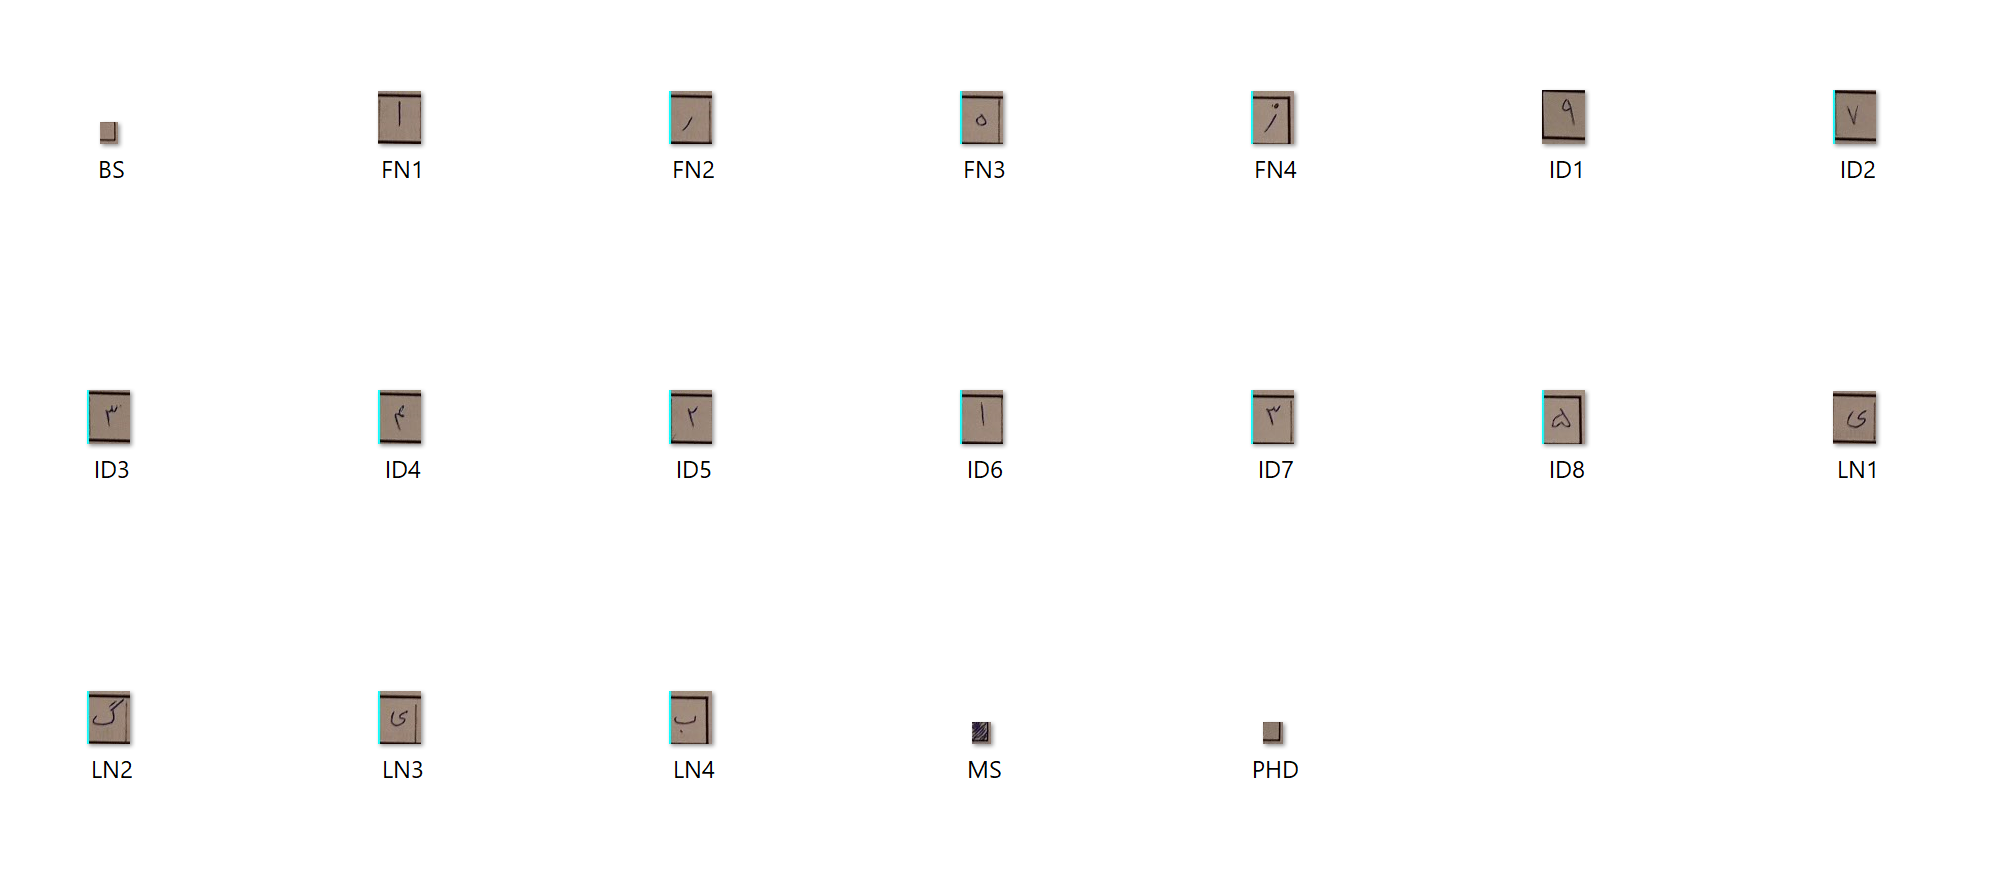 ا ر ه ز ۹ ۷
BS FN1 FN2 FN3 FN4 ID1 ID2
۳ ۴ ۲ ۱ ۳ ۵ ی
ID3 ID4 ID5 ID6 ID7 ID8 LN1
گ ی ب
LN2 LN3 LN4 MS PHD